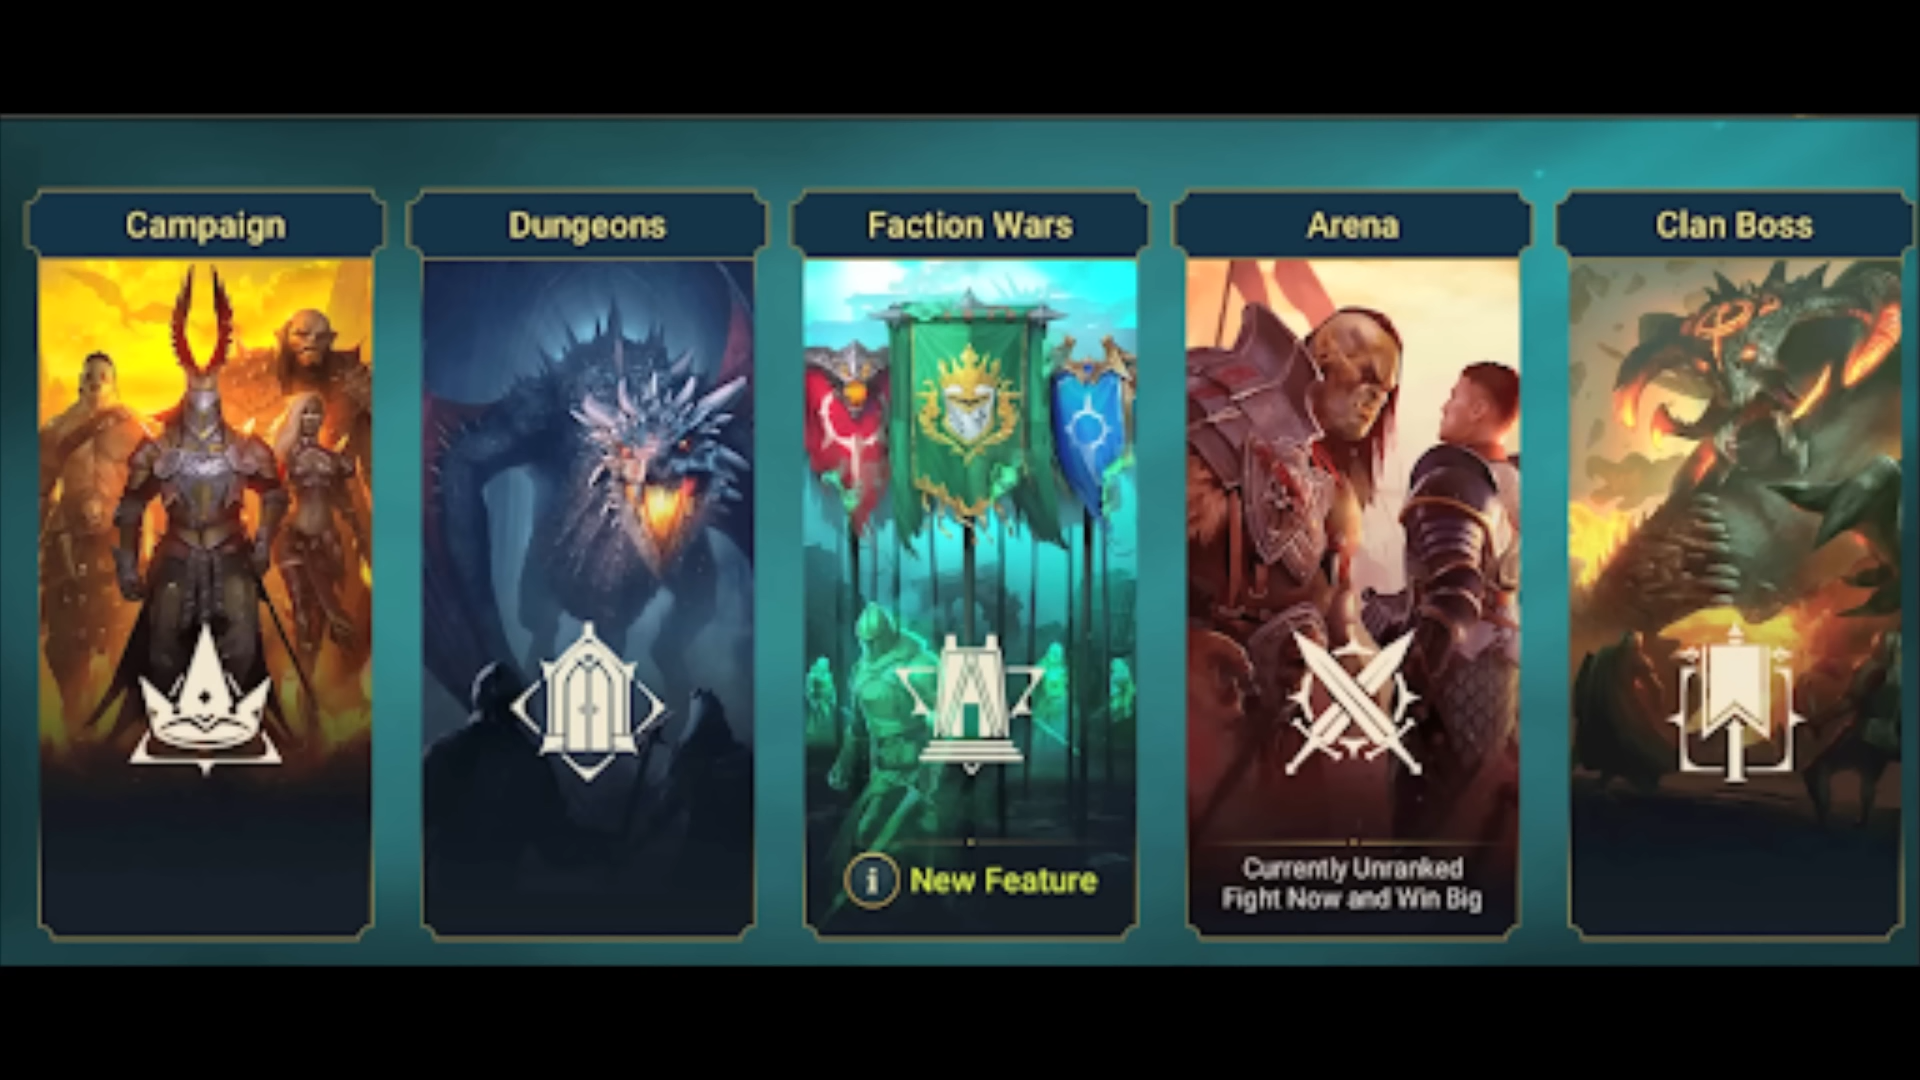 Campaign
Dungeons
Faction Wars
Arena
Clan Boss
i New Feature
Currently Unranked
Fight Now and Win Big